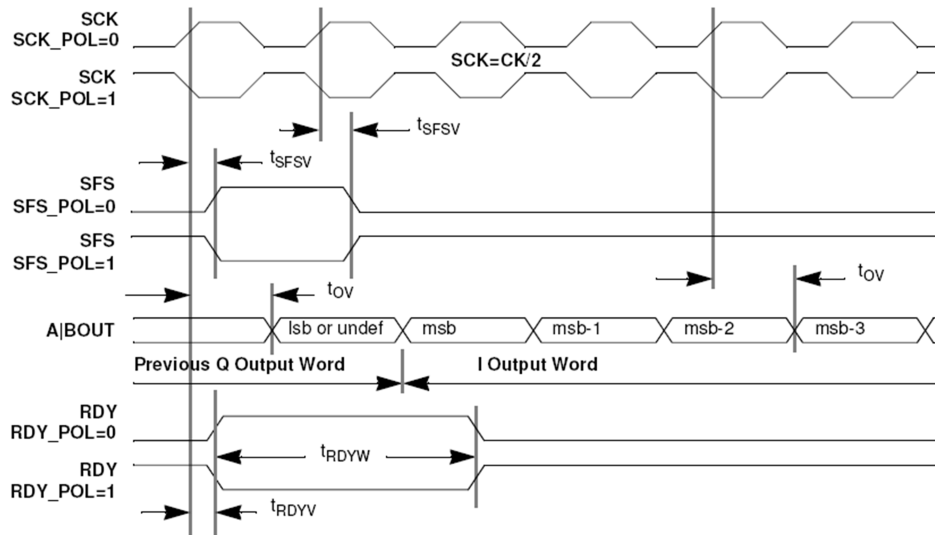 SCK
SCK_POL=0
SCK=CK/2
SCK
SCK_POL=1
tSFSV
tSFSV
SFS
SFS_POL=0
SFS
SFS_POL=1
tOV
tOV
A|BOUT
lsb or undef
msb
msb-1
msb-2
msb-3
Previous Q Output Word
I Output Word
RDY
RDY_POL=0
tRDYW
RDY
RDY_POL=1
tRDYV